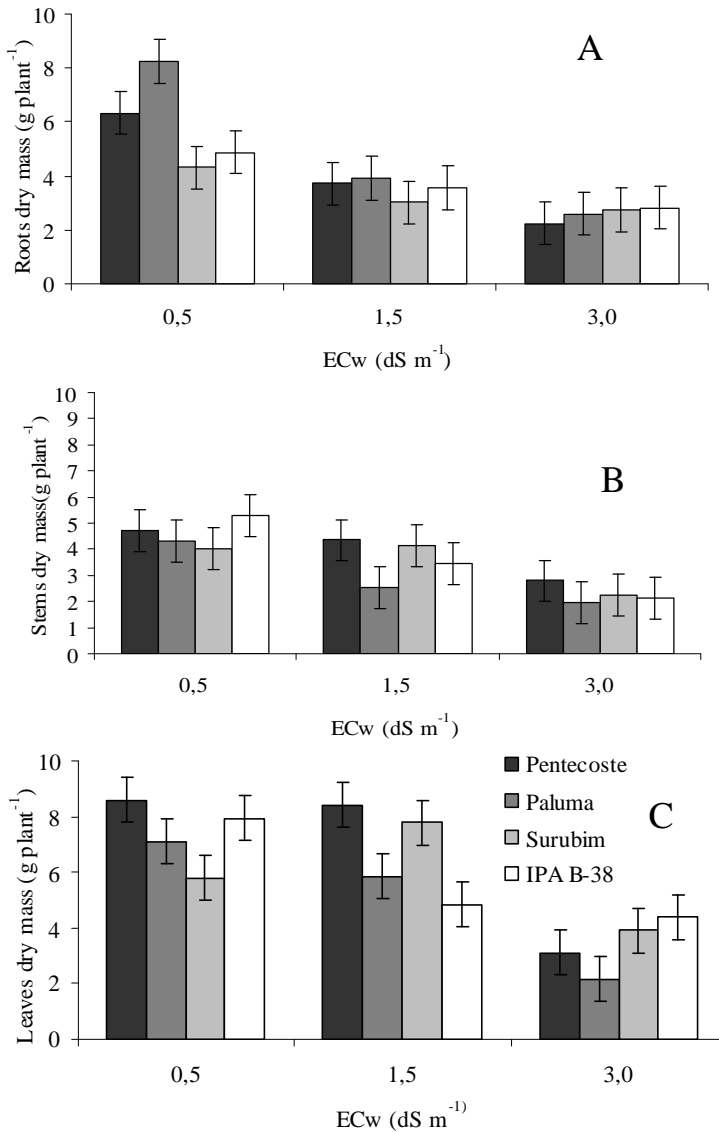 A
Roots dry mass (g plant⁻¹)
10
8
6
4
2
0
0,5 1,5 3,0
ECw (dS m⁻¹)
B
Stems dry mass(g plant⁻¹)
10
9
8
7
6
5
4
3
2
1
0
0,5 1,5 3,0
ECw (dS m⁻¹)
C
Pentecoste
Paluma
Surubim
IPA B-38
Leaves dry mass (g plant⁻¹)
10
8
6
4
2
0
0,5 1,5 3,0
ECw (dS m⁻¹)